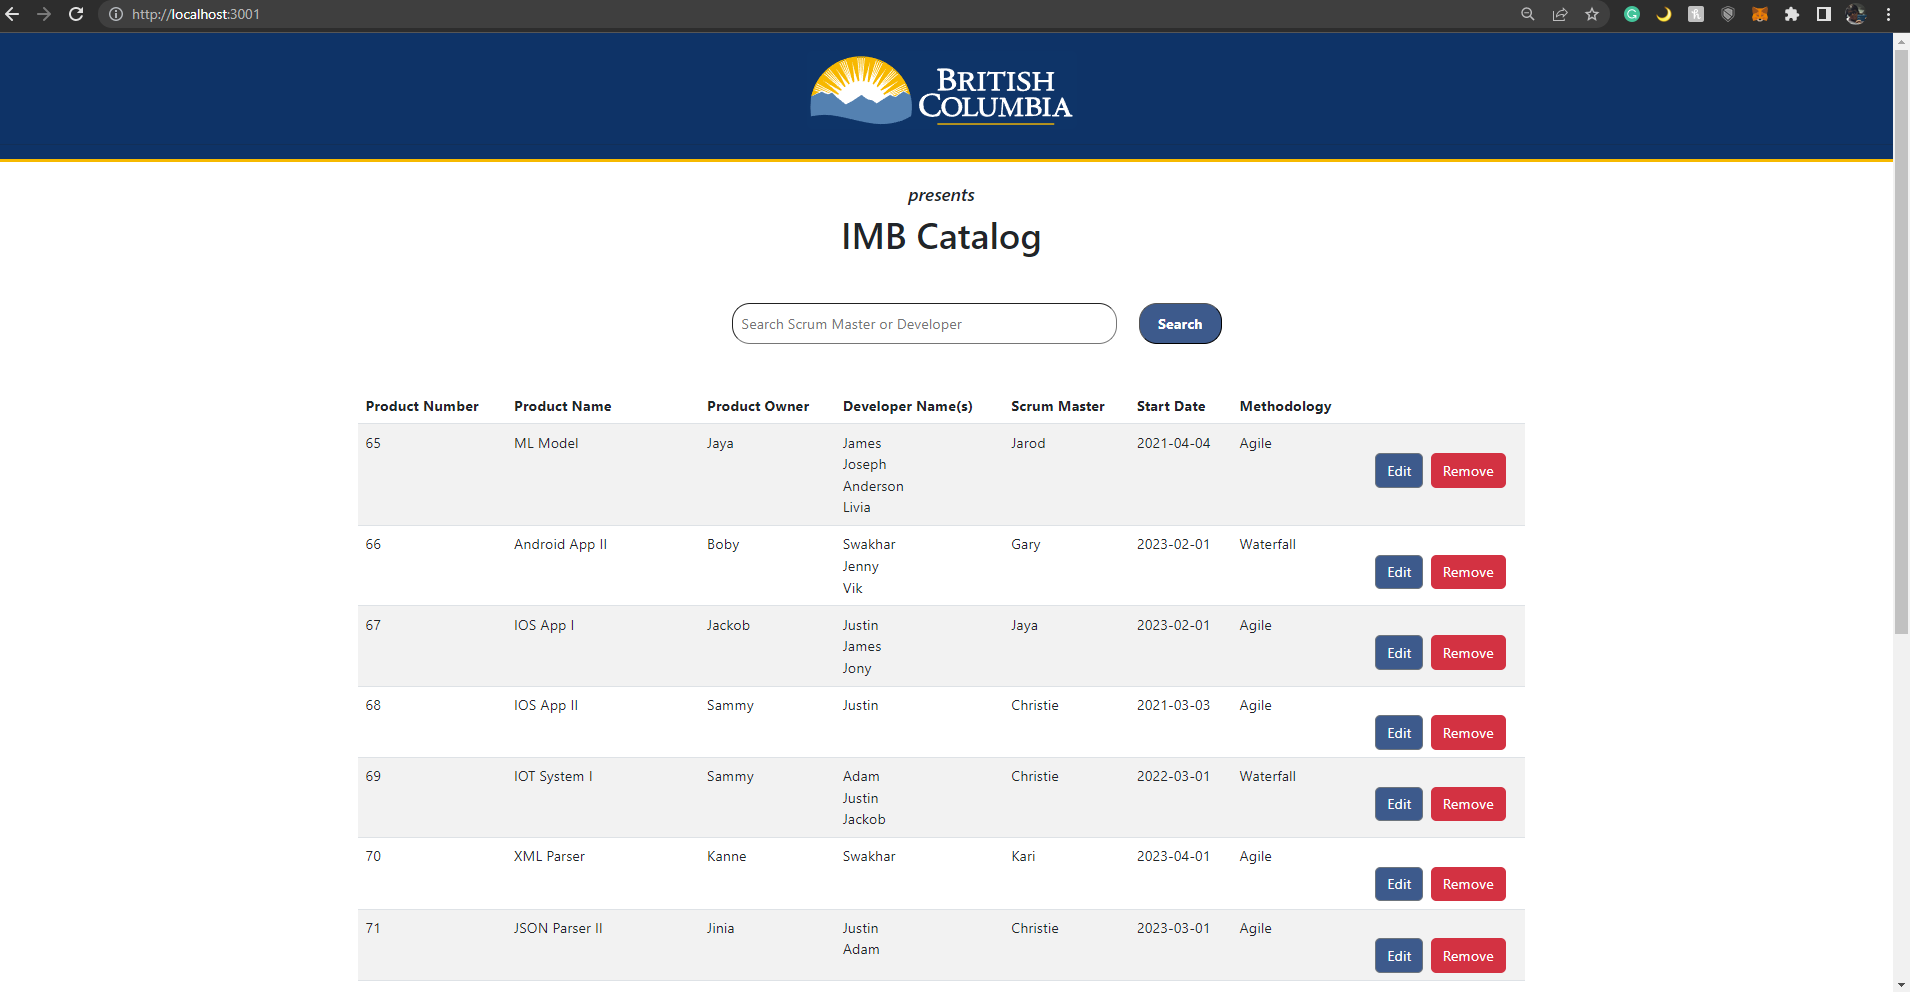 http://localhost:3001
BRITISH
COLUMBIA
presents
IMB Catalog
Search Scrum Master or Developer
Search
Product Number Product Name Product Owner Developer Name(s) Scrum Master Start Date Methodology
65 ML Model Jaya James Jarod 2021-04-04 Agile
Joseph
Edit Remove
Anderson
Livia
66 Android App II Boby Swakhar Gary 2023-02-01 Waterfall
Jenny
Edit Remove
Vik
67 IOS App I Jackob Justin Jaya 2023-02-01 Agile
James
Edit Remove
Jony
68 IOS App II Sammy Justin Christie 2021-03-03 Agile
Edit Remove
69 IOT System I Sammy Adam Christie 2022-03-01 Waterfall
Justin
Edit Remove
Jackob
70 XML Parser Kanne Swakhar Kari 2023-04-01 Agile
Edit Remove
71 JSON Parser II Jinia Justin Christie 2023-03-01 Agile
Adam
Edit Remove